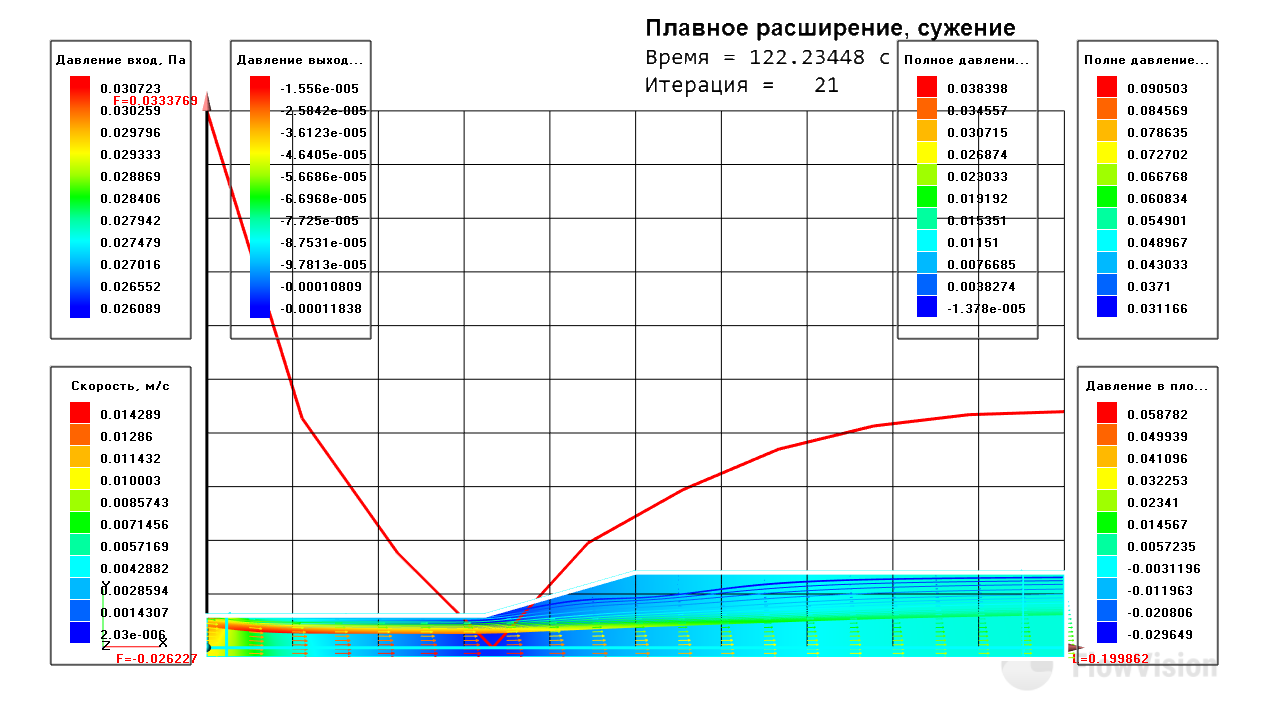 Плавное расширение, сужение
Время = 122.23448 с
Итерация = 21
Давление вход, Па
0.030723
F=0.0333769
0.030259
0.029796
0.029333
0.028869
0.028406
0.027942
0.027479
0.027016
0.026552
0.026089
Давление выход...
-1.556e-005
-2.5842e-005
-3.6123e-005
-4.6405e-005
-5.6686e-005
-6.6968e-005
-7.725e-005
-8.7531e-005
-9.7813e-005
-0.00010809
-0.00011838
Полное давлени...
0.038398
0.034557
0.030715
0.026874
0.023033
0.019192
0.015351
0.01151
0.0076685
0.0038274
-1.378e-005
Полне давление...
0.090503
0.084569
0.078635
0.072702
0.066768
0.060834
0.054901
0.048967
0.043033
0.0371
0.031166
Скорость, м/с
0.014289
0.01286
0.011432
0.010003
0.0085743
0.0071456
0.0057169
0.0042882
0.0028594
0.0014307
2.03e-006
Y
X
Z
F=-0.026227
Давление в пло...
0.058782
0.049939
0.041096
0.032253
0.02341
0.014567
0.0057235
-0.0031196
-0.011963
-0.020806
-0.029649
L=0.199862
FlowVision